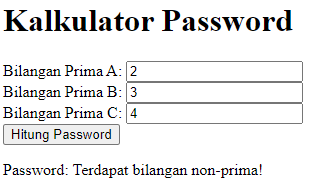 Kalkulator Password
Bilangan Prima A: 2
Bilangan Prima B: 3
Bilangan Prima C: 4
Hitung Password
Password: Terdapat bilangan non-prima!